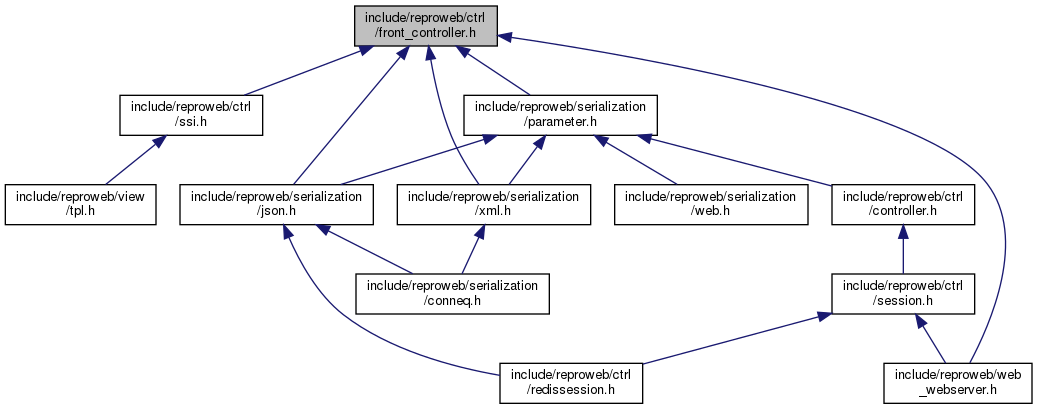 include/reproweb/ctrl
/front_controller.h
include/reproweb/ctrl
/ssi.h
include/reproweb/serialization
/parameter.h
include/reproweb/view
/tpl.h
include/reproweb/serialization
/json.h
include/reproweb/serialization
/xml.h
include/reproweb/serialization
/web.h
include/reproweb/ctrl
/controller.h
include/reproweb/serialization
/conneq.h
include/reproweb/ctrl
/session.h
include/reproweb/ctrl
/redissession.h
include/reproweb/web
_webserver.h